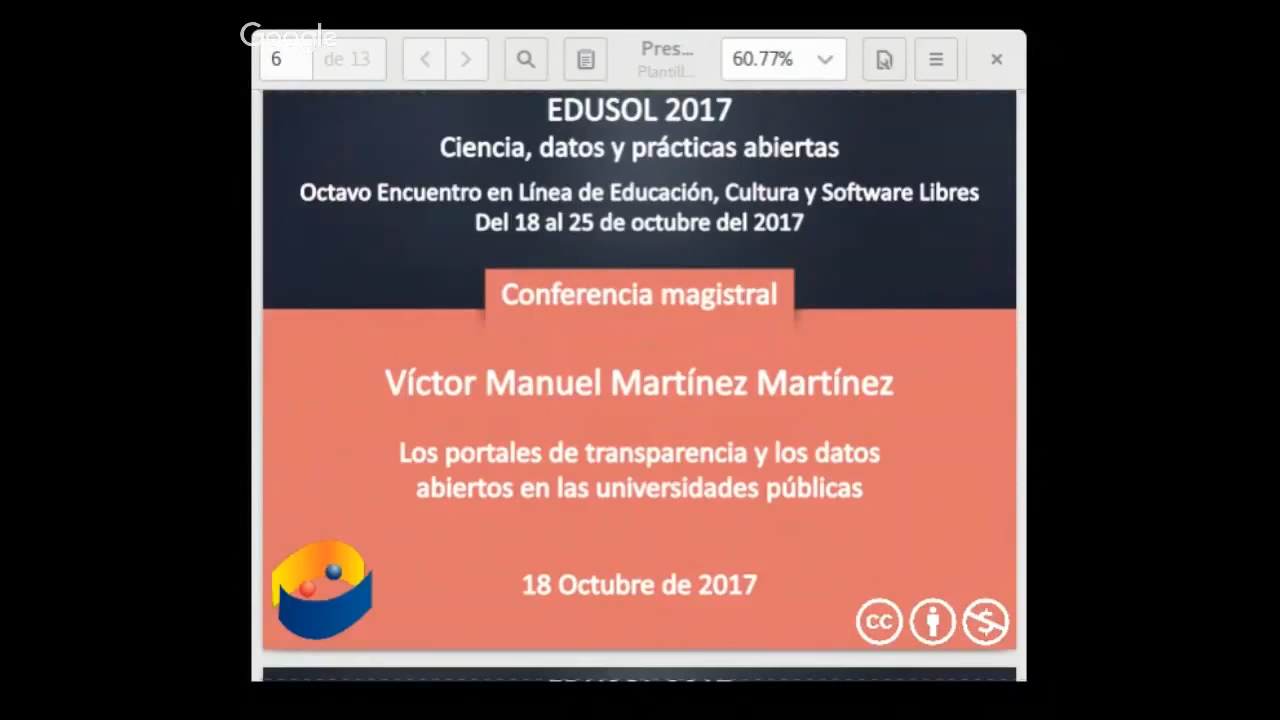 Google
6
de 13
Pres...
Plantill...
60.77%
EDUSOL 2017
Ciencia, datos y prácticas abiertas
Octavo Encuentro en Línea de Educación, Cultura y Software Libres
Del 18 al 25 de octubre del 2017
Conferencia magistral
Víctor Manuel Martínez Martínez
Los portales de transparencia y los datos
abiertos en las universidades públicas
18 Octubre de 2017
CC